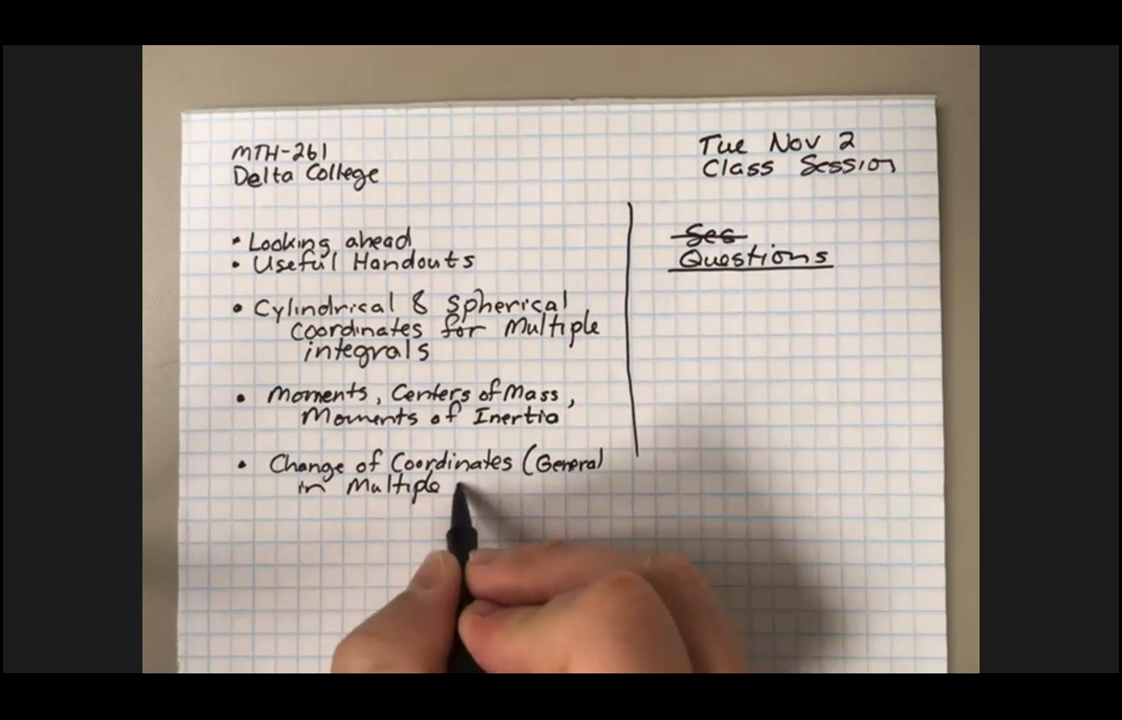 MTH-261
Delta College
Tue Nov 2
Class Session
• Looking ahead
• Useful Handouts
• Cylindrical & Spherical
Coordinates for Multiple
integrals
• Moments, Centers of Mass,
Moments of Inertia
• Change of Coordinates (General)
in Multiple
Ses
Questions